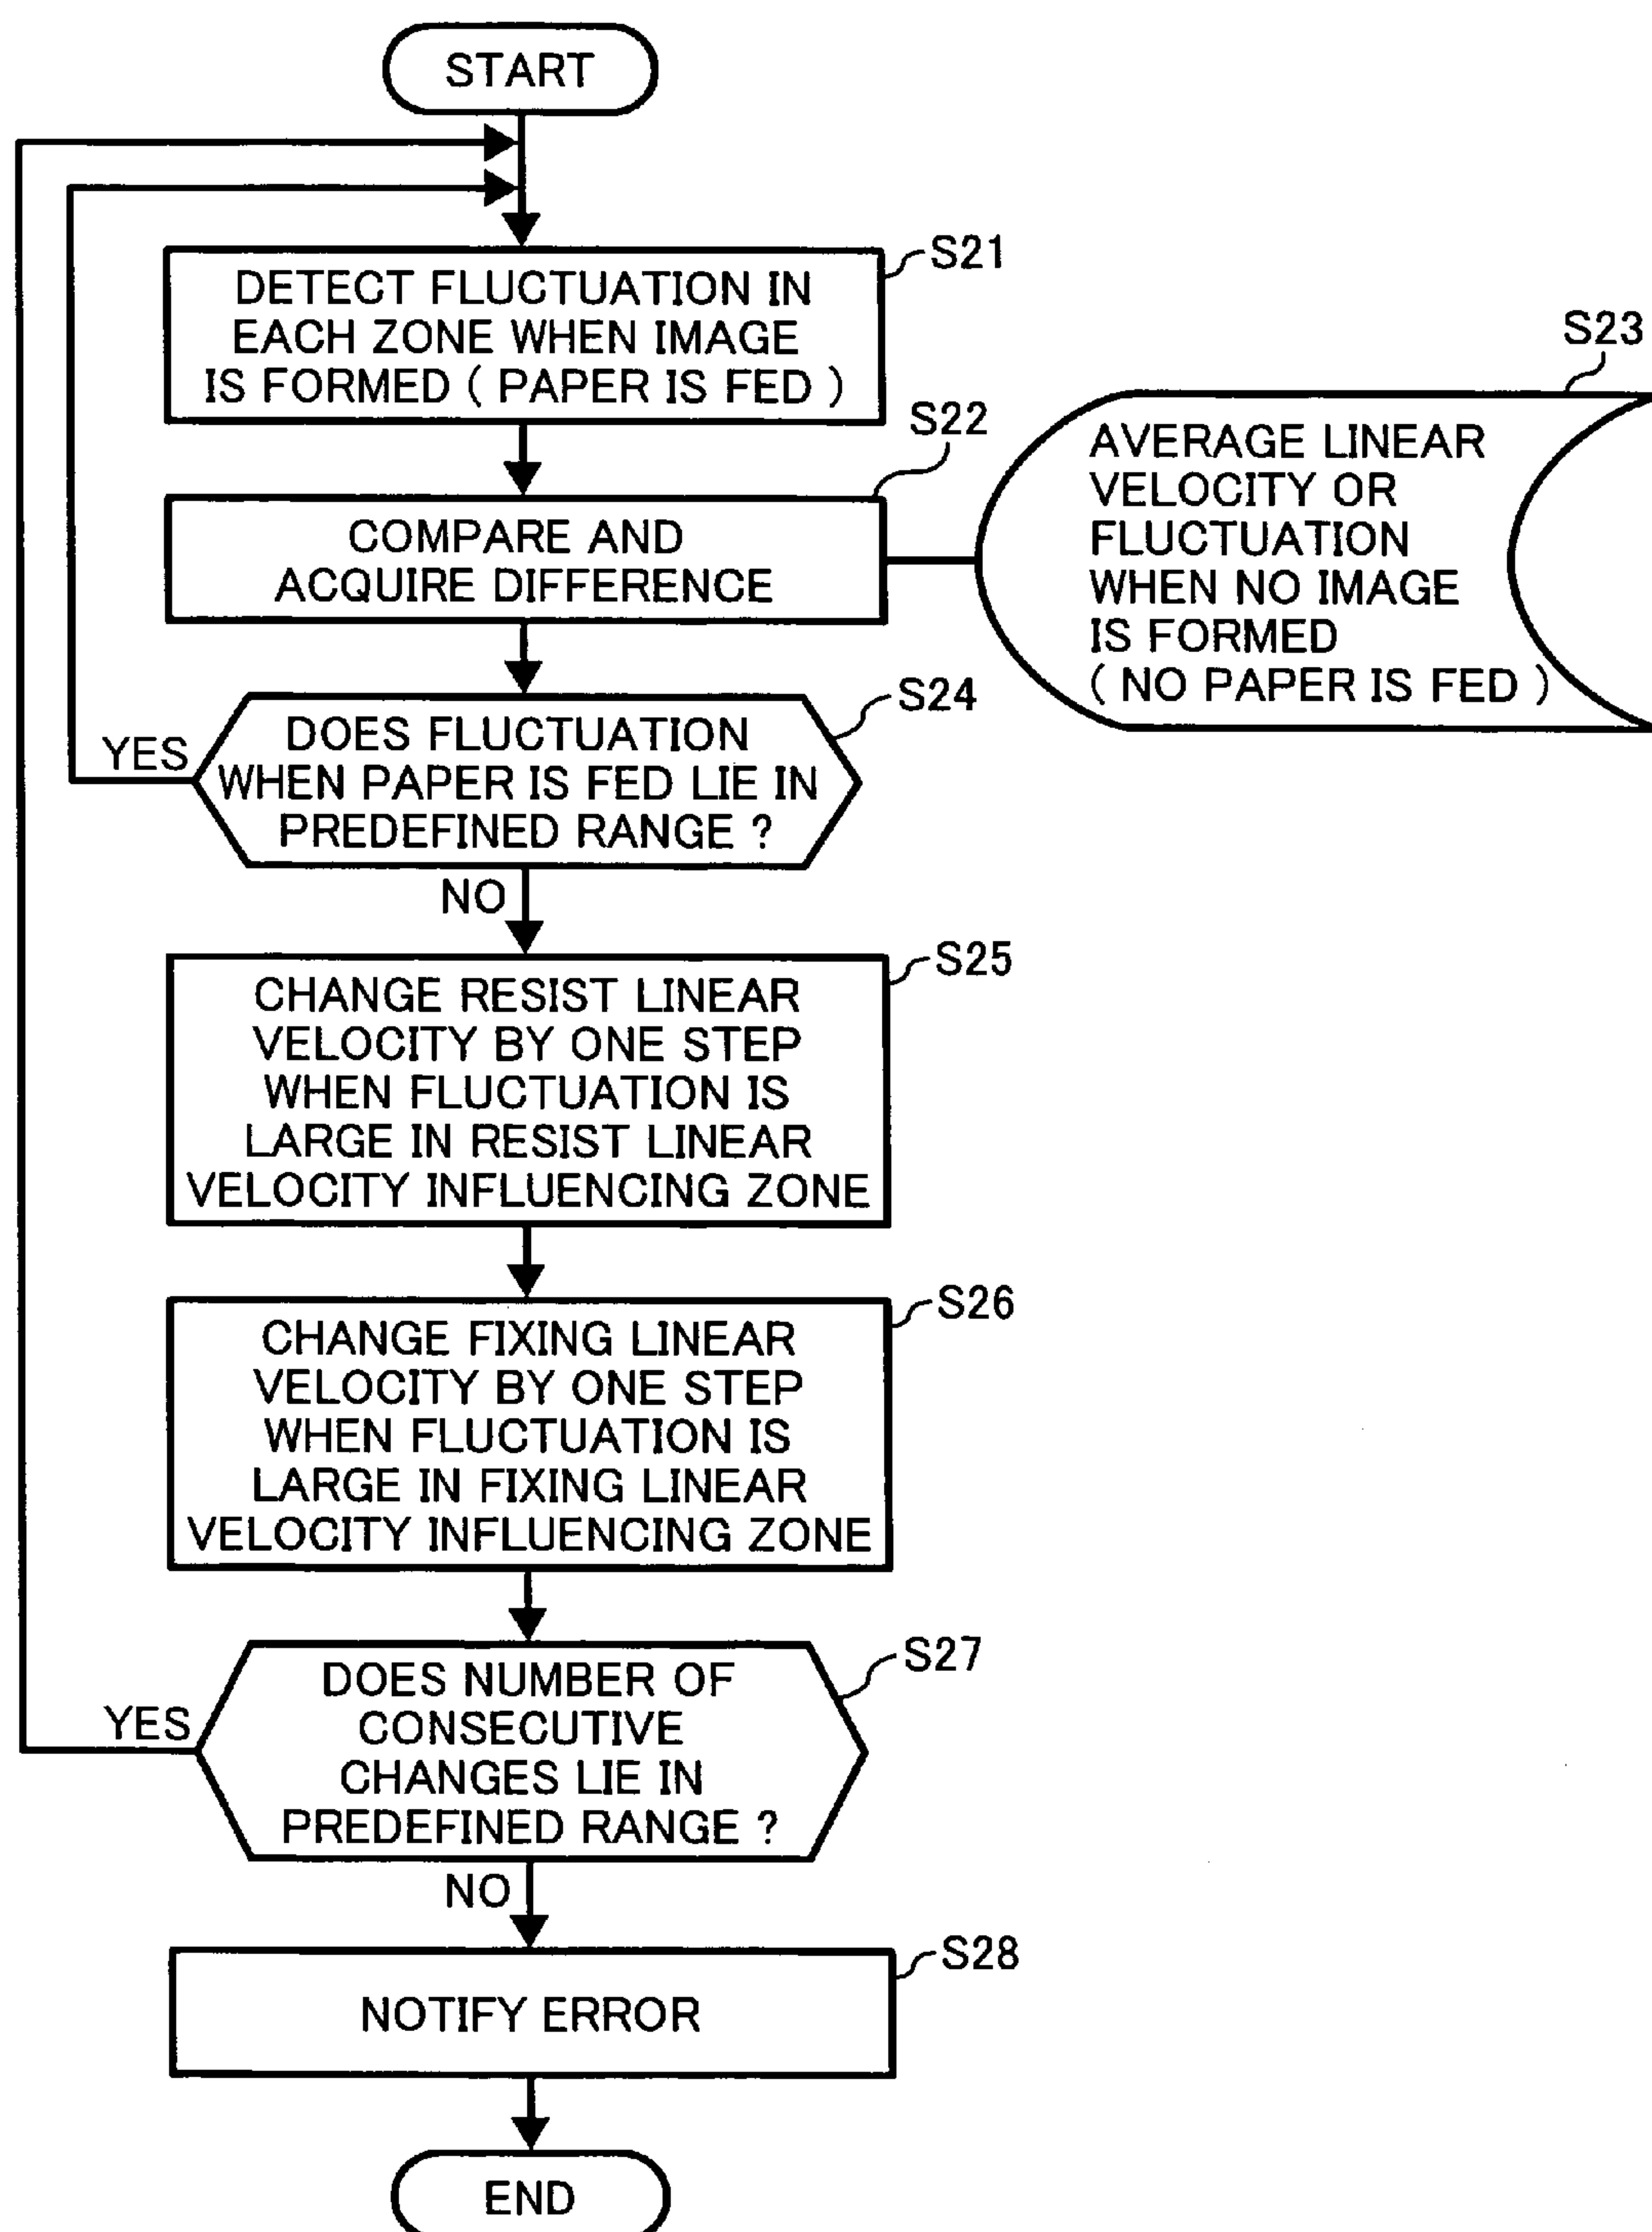 START
S21
DETECT FLUCTUATION IN
EACH ZONE WHEN IMAGE
IS FORMED ( PAPER IS FED )
S22
COMPARE AND
ACQUIRE DIFFERENCE
S23
AVERAGE LINEAR
VELOCITY OR
FLUCTUATION
WHEN NO IMAGE
IS FORMED
( NO PAPER IS FED )
S24
DOES FLUCTUATION
WHEN PAPER IS FED LIE IN
PREDEFINED RANGE ?
YES
NO
S25
CHANGE RESIST LINEAR
VELOCITY BY ONE STEP
WHEN FLUCTUATION IS
LARGE IN RESIST LINEAR
VELOCITY INFLUENCING ZONE
S26
CHANGE FIXING LINEAR
VELOCITY BY ONE STEP
WHEN FLUCTUATION IS
LARGE IN FIXING LINEAR
VELOCITY INFLUENCING ZONE
S27
DOES NUMBER OF
CONSECUTIVE
CHANGES LIE IN
PREDEFINED RANGE ?
YES
NO
S28
NOTIFY ERROR
END